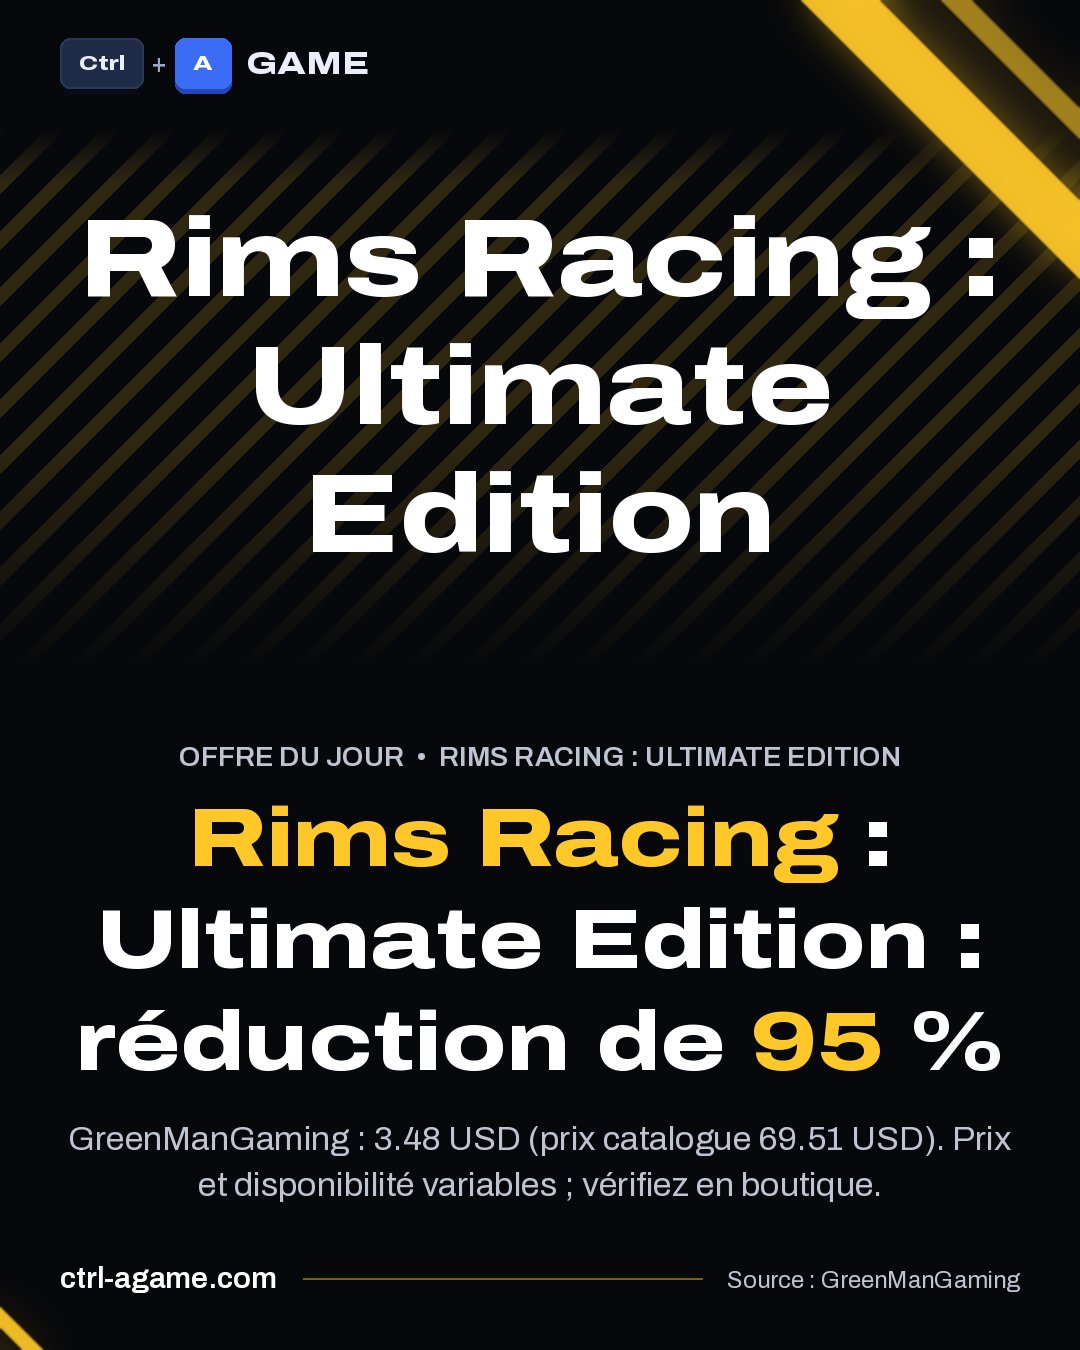 Ctrl + A GAME
Rims Racing :
Ultimate
Edition
OFFRE DU JOUR • RIMS RACING : ULTIMATE EDITION
Rims Racing :
Ultimate Edition :
réduction de 95 %
GreenManGaming : 3.48 USD (prix catalogue 69.51 USD). Prix
et disponibilité variables ; vérifiez en boutique.
ctrl-agame.com
Source : GreenManGaming